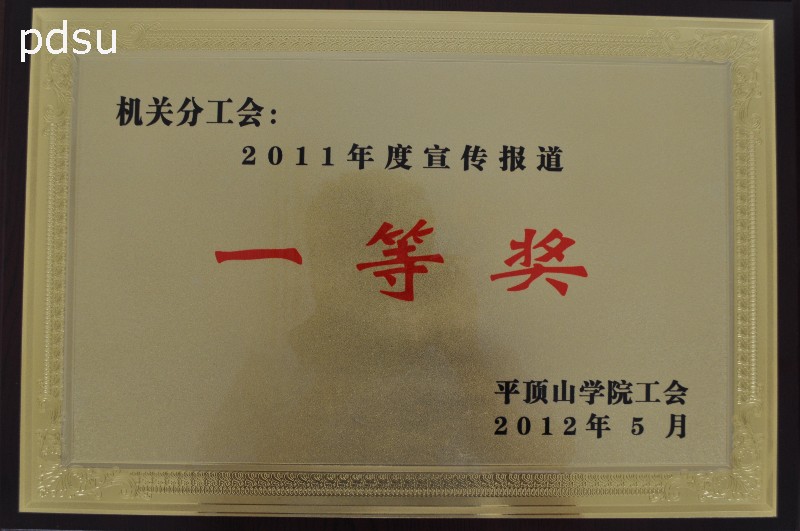 pdsu
机关分工会：
2011年度宣传报道
一等奖
平顶山学院工会
2012年 5 月